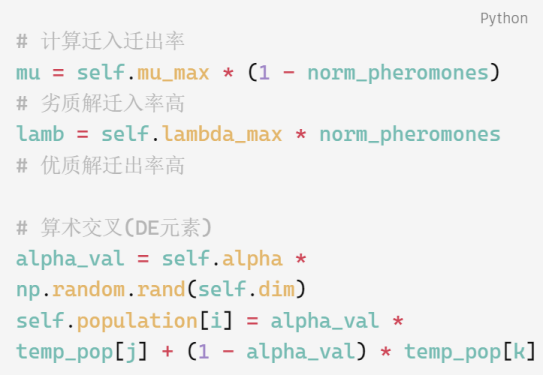 Python
# 计算迁入迁出率
mu = self.mu_max * (1 - norm_pheromones)
# 劣质解迁入率高
lamb = self.lambda_max * norm_pheromones
# 优质解迁出率高
# 算术交叉(DE元素)
alpha_val = self.alpha *
np.random.rand(self.dim)
self.population[i] = alpha_val *
temp_pop[j] + (1 - alpha_val) * temp_pop[k]